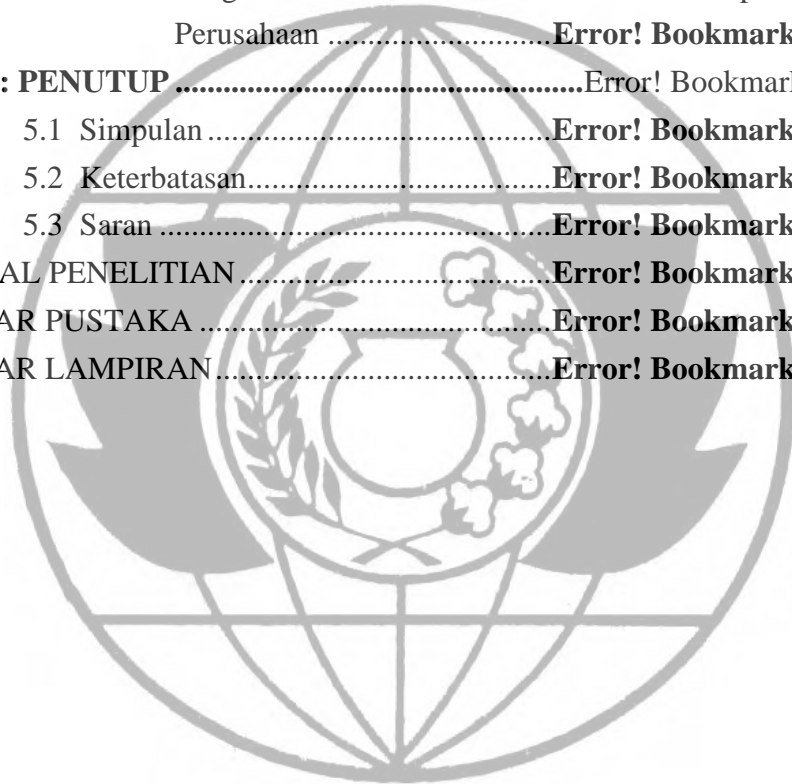 Perusahaan ............................Error! Bookmark
: PENUTUP ...................................................Error! Bookmark
5.1 Simpulan ...........................................Error! Bookmark
5.2 Keterbatasan......................................Error! Bookmark
5.3 Saran .................................................Error! Bookmark
AL PENELITIAN .......................................Error! Bookmark
AR PUSTAKA ............................................Error! Bookmark
AR LAMPIRAN..........................................Error! Bookmark